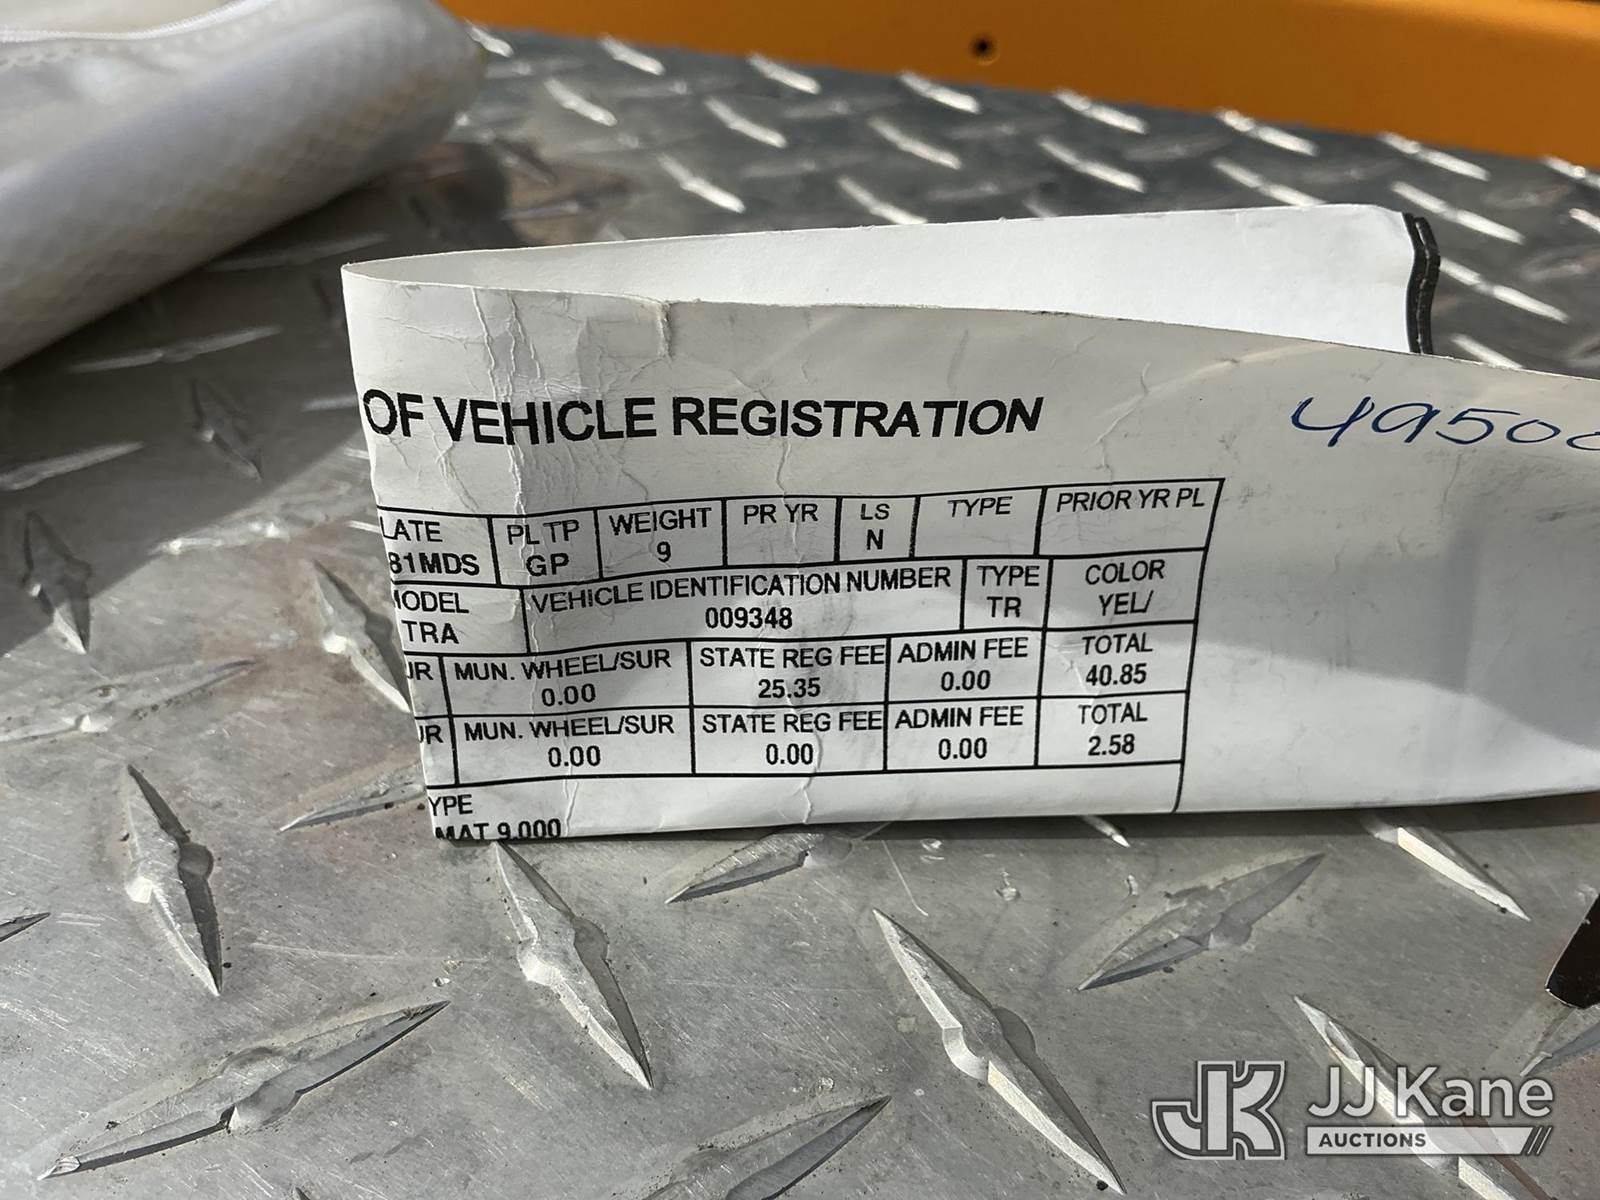 OF VEHICLE REGISTRATION 49500
LATE PL TP WEIGHT PR YR LS TYPE PRIOR YR PL
81MDS GP 9 N
MODEL VEHICLE IDENTIFICATION NUMBER TYPE COLOR
TRA 009348 TR YEL/
UR MUN. WHEEL/SUR STATE REG FEE ADMIN FEE TOTAL
0.00 25.35 0.00 40.85
UR MUN. WHEEL/SUR STATE REG FEE ADMIN FEE TOTAL
0.00 0.00 0.00 2.58
YPE
MAT 9,000
JK JJ Kane
AUCTIONS